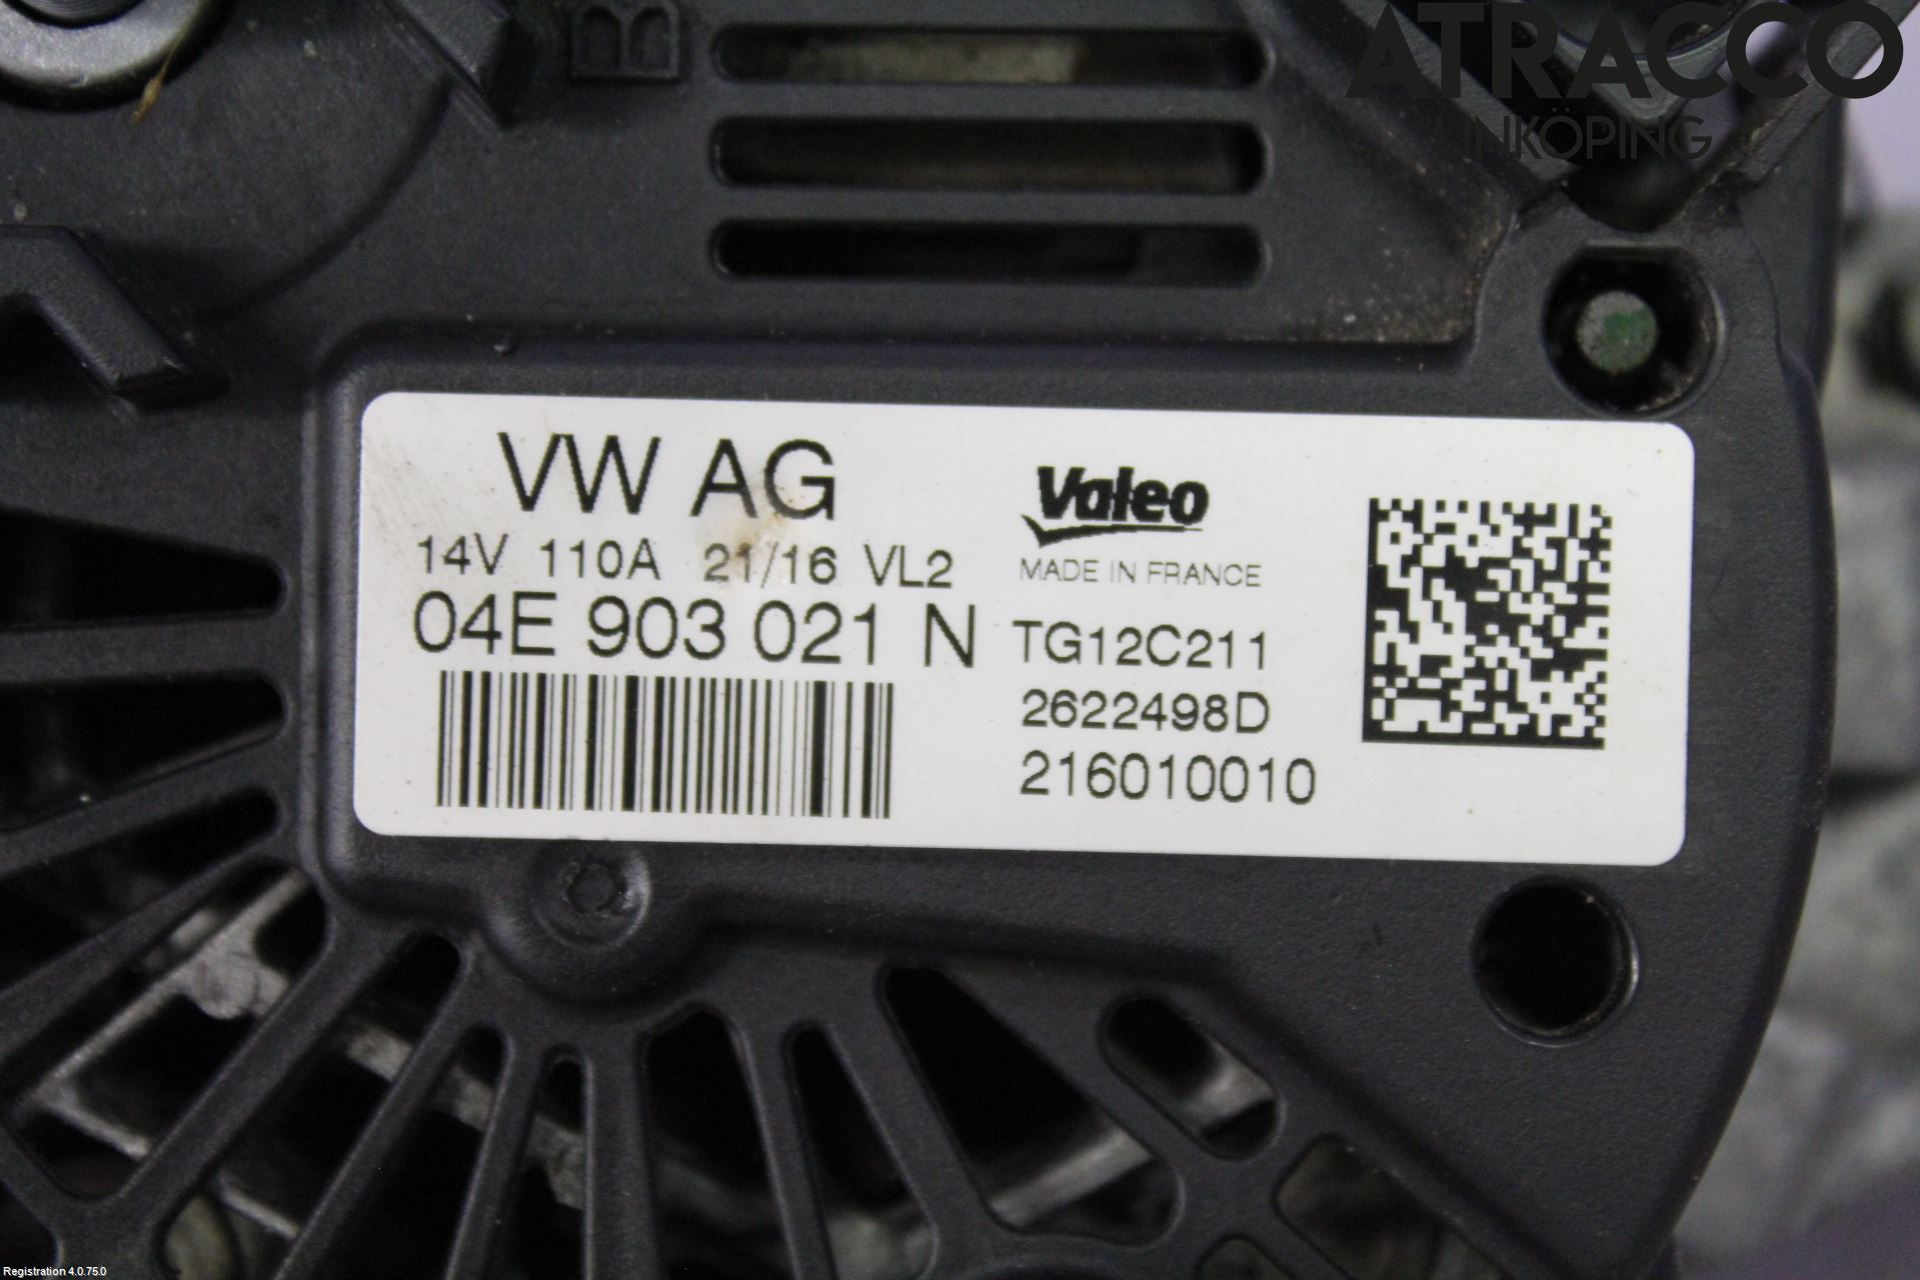 B
ATRACCO
LINKÖPING
VW AG
14V 110A 21/16 VL2
04E 903 021 N
Valeo
MADE IN FRANCE
TG12C211
2622498D
216010010
Registration 4.0.75.0